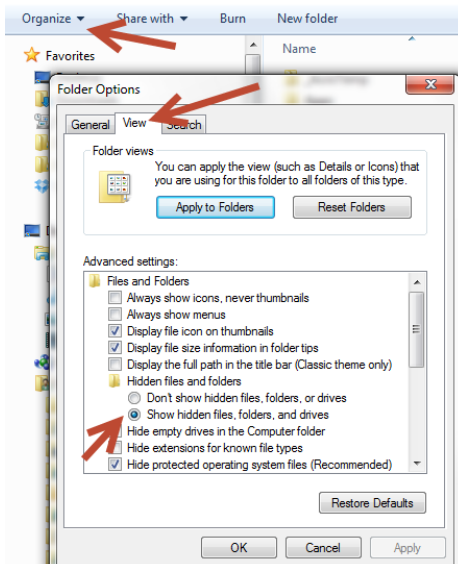 Organize Share with Burn New folder
Favorites Name
Folder Options
General View Search
Folder views
You can apply the view (such as Details or Icons) that
you are using for this folder to all folders of this type.
Apply to Folders Reset Folders
Advanced settings:
Files and Folders
Always show icons, never thumbnails
Always show menus
Display file icon on thumbnails
Display file size information in folder tips
Display the full path in the title bar (Classic theme only)
Hidden files and folders
Don't show hidden files, folders, or drives
Show hidden files, folders, and drives
Hide empty drives in the Computer folder
Hide extensions for known file types
Hide protected operating system files (Recommended)
Restore Defaults
OK Cancel Apply